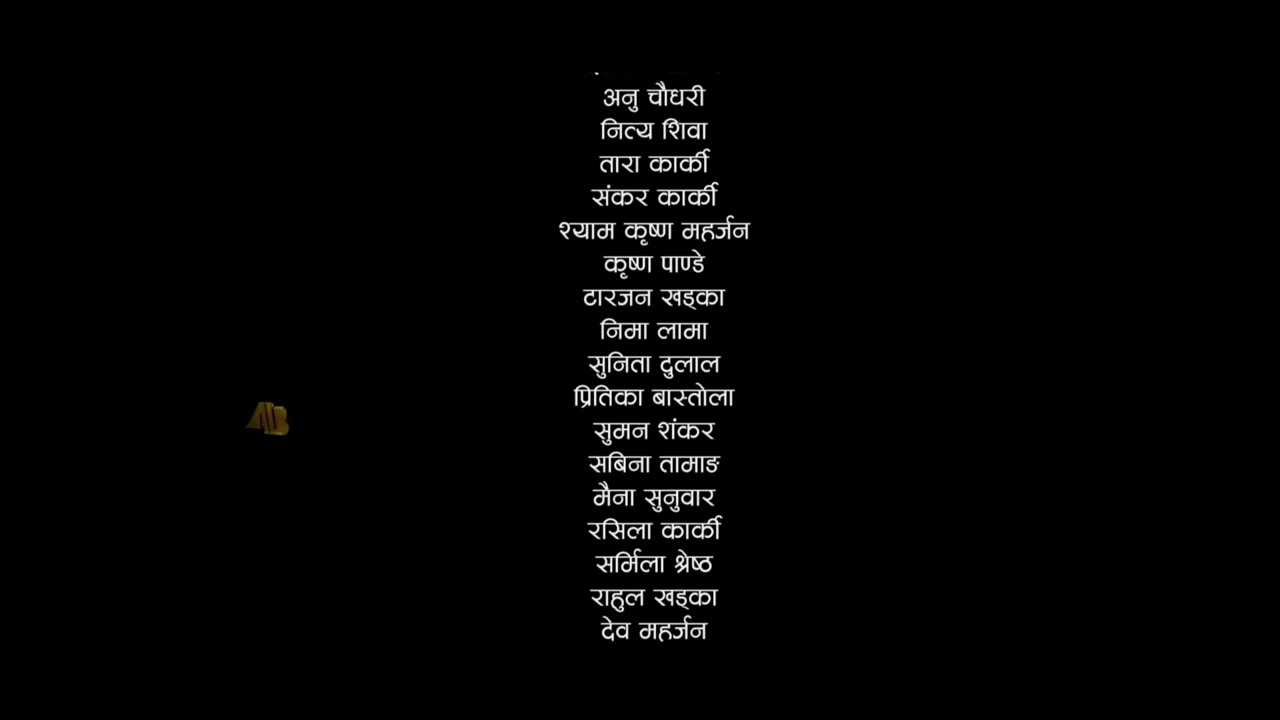 अनु चौधरी
नित्य शिवा
तारा कार्की
संकर कार्की
श्याम कृष्ण महर्जन
कृष्ण पाण्डे
टारजन खड्का
निमा लामा
सुनिता दुलाल
प्रितिका बास्तोला
सुमन शंकर
सबिना तामाङ
मैना सुनुवार
रसिला कार्की
सर्मिला श्रेष्ठ
राहुल खड्का
देव महर्जन